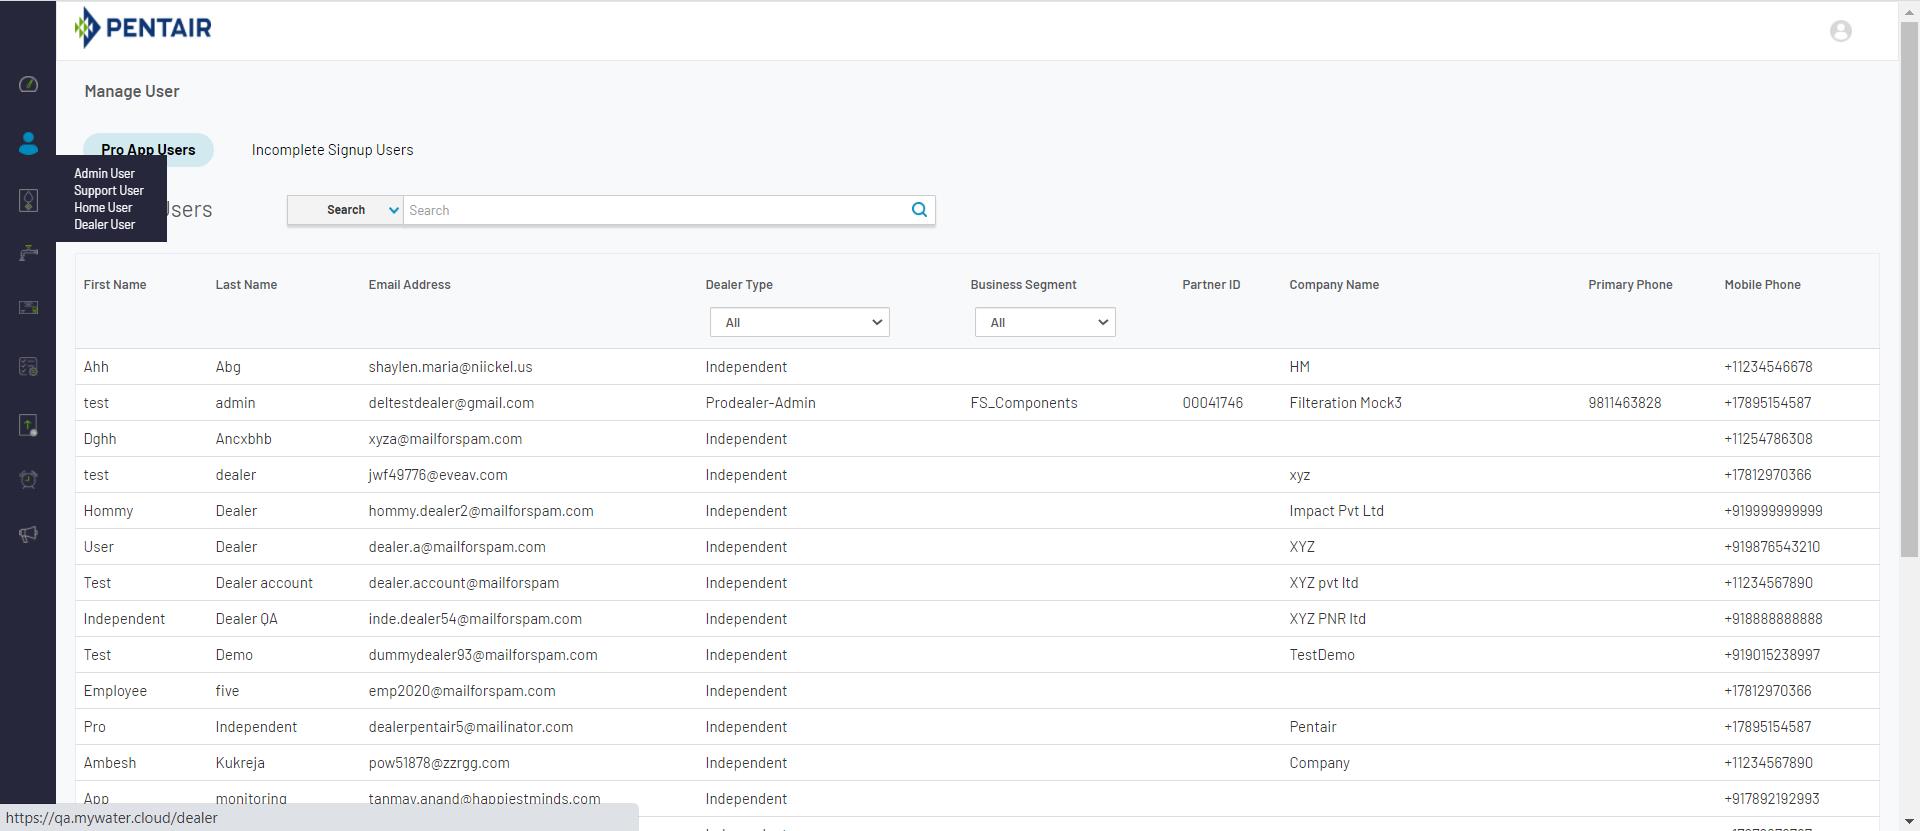 PENTAIR
Manage User
Pro App Users Incomplete Signup Users
Admin User
Support User
Home User
Dealer User
Users
Search Search
First Name Last Name Email Address Dealer Type Business Segment Partner ID Company Name Primary Phone Mobile Phone
All All
Ahh Abg shaylen.maria@niickel.us Independent HM +11234546678
test admin deltestdealer@gmail.com Prodealer-Admin FS_Components 00041746 Filteration Mock3 9811463828 +17895154587
Dghh Ancxbhb xyza@mailforspam.com Independent +11254786308
test dealer jwf49776@eveav.com Independent xyz +17812970366
Hommy Dealer hommy.dealer2@mailforspam.com Independent Impact Pvt Ltd +919999999999
User Dealer dealer.a@mailforspam.com Independent XYZ +919876543210
Test Dealer account dealer.account@mailforspam Independent XYZ pvt ltd +11234567890
Independent Dealer QA inde.dealer54@mailforspam.com Independent XYZ PNR ltd +918888888888
Test Demo dummydealer93@mailforspam.com Independent TestDemo +919015238997
Employee five emp2020@mailforspam.com Independent +17812970366
Pro Independent dealerpentair5@mailinator.com Independent Pentair +17895154587
Ambesh Kukreja pow51878@zzrgg.com Independent Company +11234567890
App monitoring tanmay.anand@happiestminds.com Independent +917892192993
https://qa.mywater.cloud/dealer